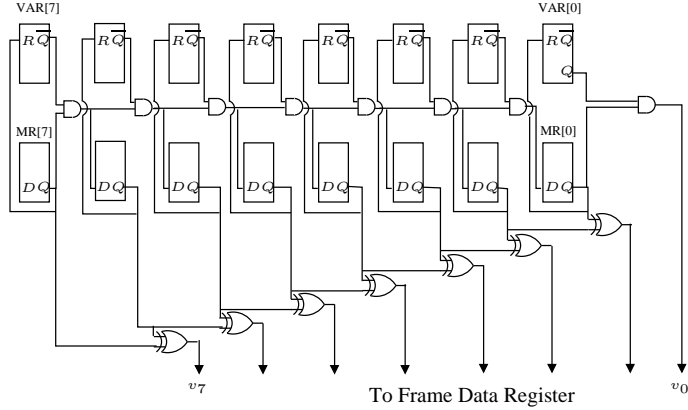 VAR[7] VAR[0]
R Q R Q R Q R Q R Q R Q R Q R Q
Q
MR[7] MR[0]
D Q D Q D Q D Q D Q D Q D Q D Q
v7 v0
To Frame Data Register